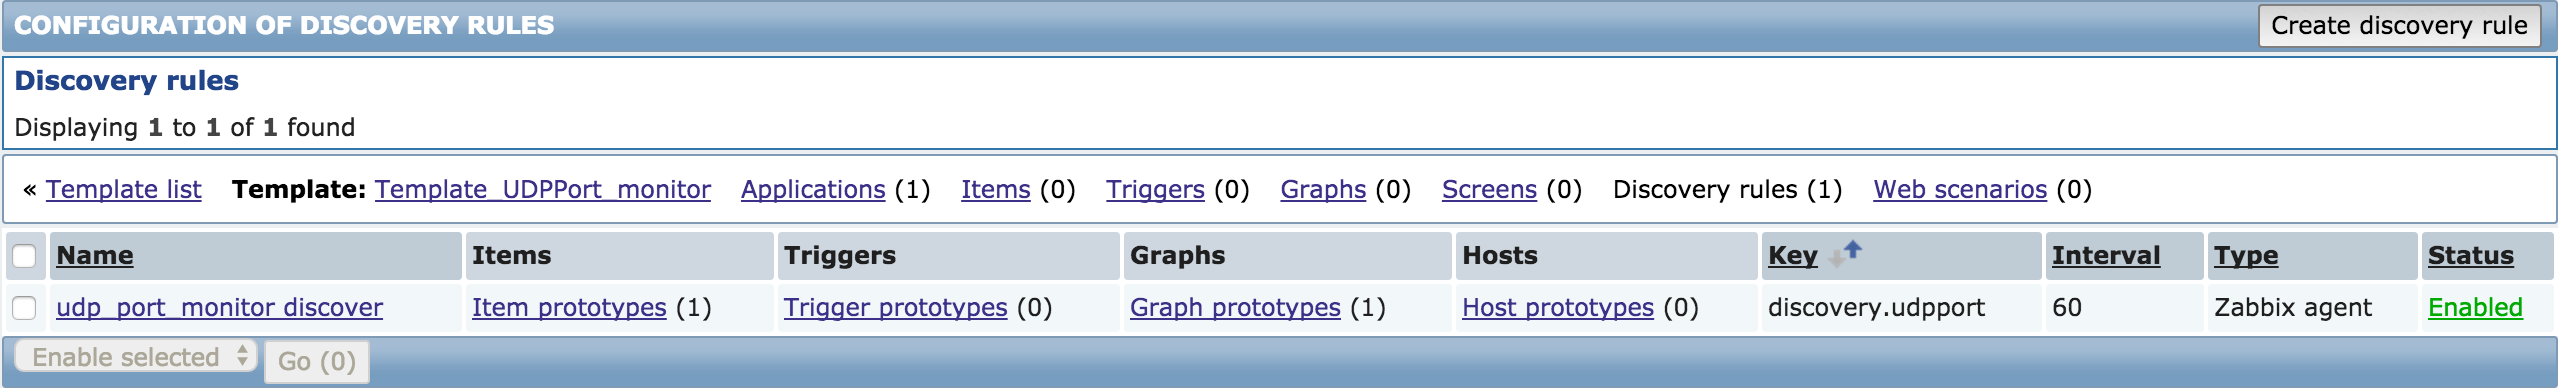 CONFIGURATION OF DISCOVERY RULES Create discovery rule
Discovery rules
Displaying 1 to 1 of 1 found
« Template list Template: Template_UDPPort_monitor Applications (1) Items (0) Triggers (0) Graphs (0) Screens (0) Discovery rules (1) Web scenarios (0)
Name Items Triggers Graphs Hosts Key Interval Type Status
udp_port_monitor discover Item prototypes (1) Trigger prototypes (0) Graph prototypes (1) Host prototypes (0) discovery.udpport 60 Zabbix agent Enabled
Enable selected Go (0)